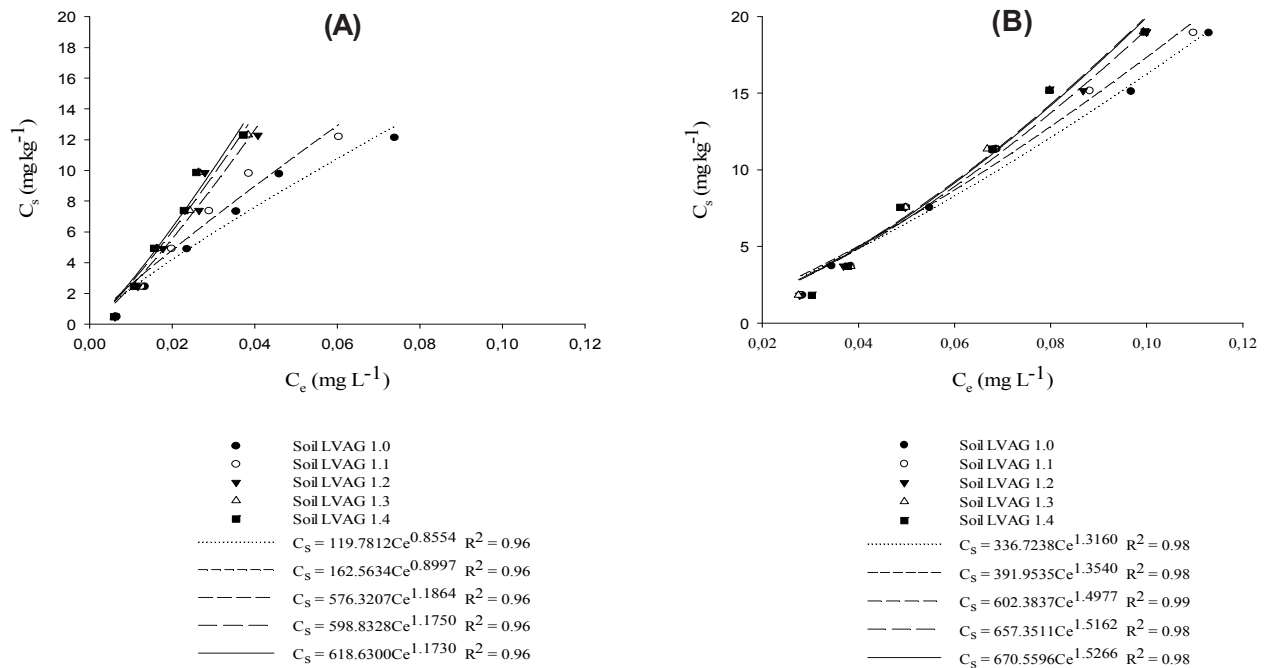 (A)
20
18
16
14
12
10
8
6
4
2
0
C_s (mg kg^-1)
0,00 0,02 0,04 0,06 0,08 0,10 0,12
C_e (mg L^-1)
Soil LVAG 1.0
Soil LVAG 1.1
Soil LVAG 1.2
Soil LVAG 1.3
Soil LVAG 1.4
C_S = 119.7812Ce^0.8554 R^2 = 0.96
C_S = 162.5634Ce^0.8997 R^2 = 0.96
C_S = 576.3207Ce^1.1864 R^2 = 0.96
C_S = 598.8328Ce^1.1750 R^2 = 0.96
C_S = 618.6300Ce^1.1730 R^2 = 0.96
(B)
20
15
10
5
0
C_s (mg kg^-1)
0,02 0,04 0,06 0,08 0,10 0,12
C_e (mg L^-1)
Soil LVAG 1.0
Soil LVAG 1.1
Soil LVAG 1.2
Soil LVAG 1.3
Soil LVAG 1.4
C_S = 336.7238Ce^1.3160 R^2 = 0.98
C_S = 391.9535Ce^1.3540 R^2 = 0.98
C_S = 602.3837Ce^1.4977 R^2 = 0.99
C_S = 657.3511Ce^1.5162 R^2 = 0.98
C_S = 670.5596Ce^1.5266 R^2 = 0.98